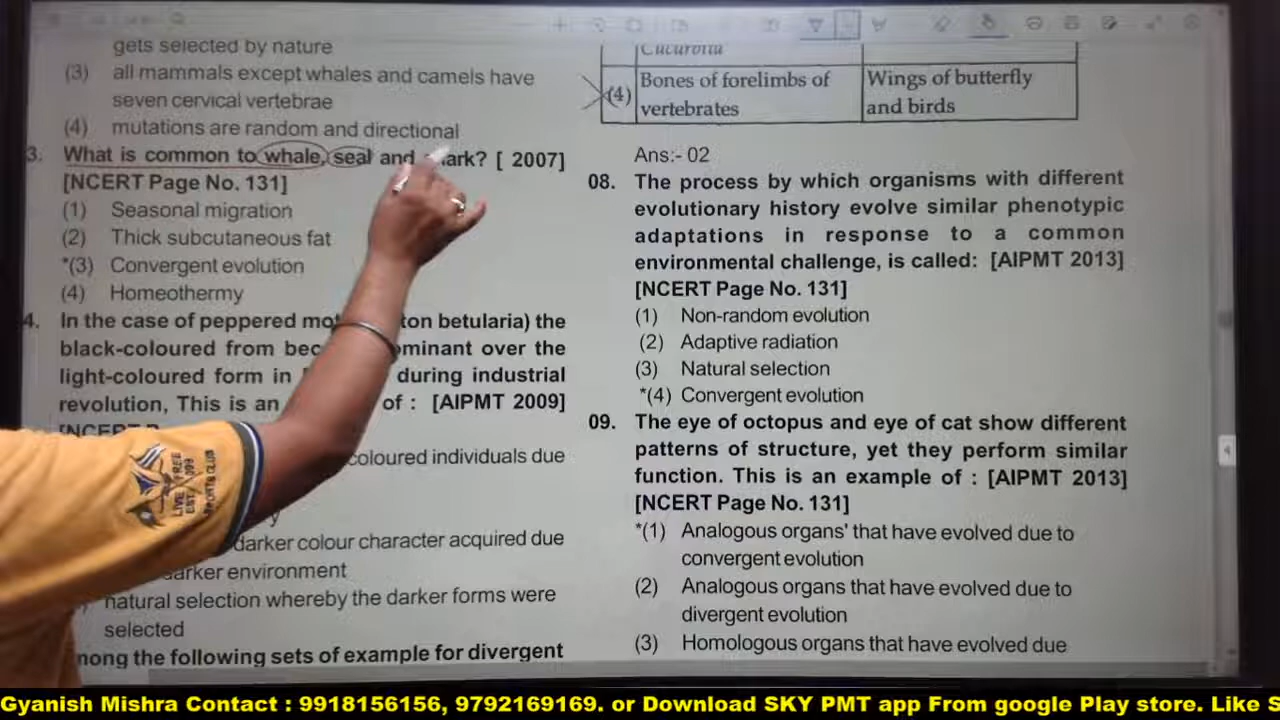 gets selected by nature
(3) all mammals except whales and camels have
seven cervical vertebrae
(4) mutations are random and directional
3. What is common to whale, seal and shark? [ 2007]
[NCERT Page No. 131]
(1) Seasonal migration
(2) Thick subcutaneous fat
*(3) Convergent evolution
(4) Homeothermy
4. In the case of peppered mo ton betularia) the
black-coloured from bec ominant over the
light-coloured form in during industrial
revolution, This is an of : [AIPMT 2009]
coloured individuals due
y
darker colour character acquired due
darker environment
natural selection whereby the darker forms were
selected
mong the following sets of example for divergent
LIVE FREE
EST. 099
SPORTS CLUB
Cucurbita
(4) Bones of forelimbs of vertebrates
Wings of butterfly and birds
Ans:- 02
08. The process by which organisms with different
evolutionary history evolve similar phenotypic
adaptations in response to a common
environmental challenge, is called: [AIPMT 2013]
[NCERT Page No. 131]
(1) Non-random evolution
(2) Adaptive radiation
(3) Natural selection
*(4) Convergent evolution
09. The eye of octopus and eye of cat show different
patterns of structure, yet they perform similar
function. This is an example of : [AIPMT 2013]
[NCERT Page No. 131]
*(1) Analogous organs' that have evolved due to
convergent evolution
(2) Analogous organs that have evolved due to
divergent evolution
(3) Homologous organs that have evolved due
4
Gyanish Mishra Contact : 9918156156, 9792169169. or Download SKY PMT app From google Play store. Like S